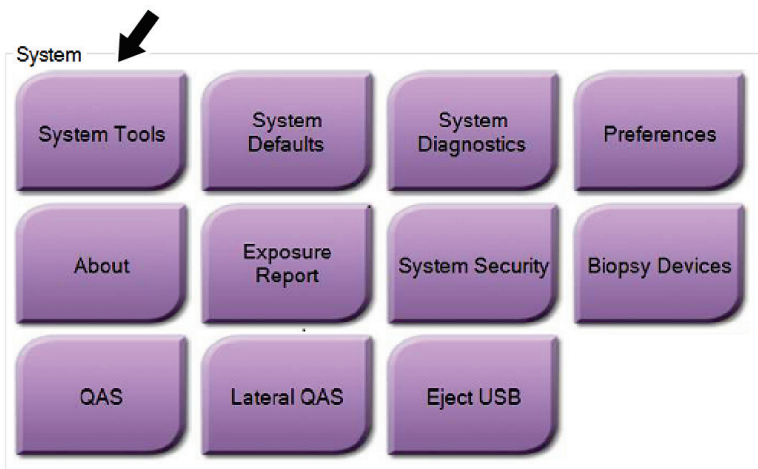 System
System Tools
System
Defaults
System
Diagnostics
Preferences
About
Exposure
Report
System Security
Biopsy Devices
QAS
Lateral QAS
Eject USB